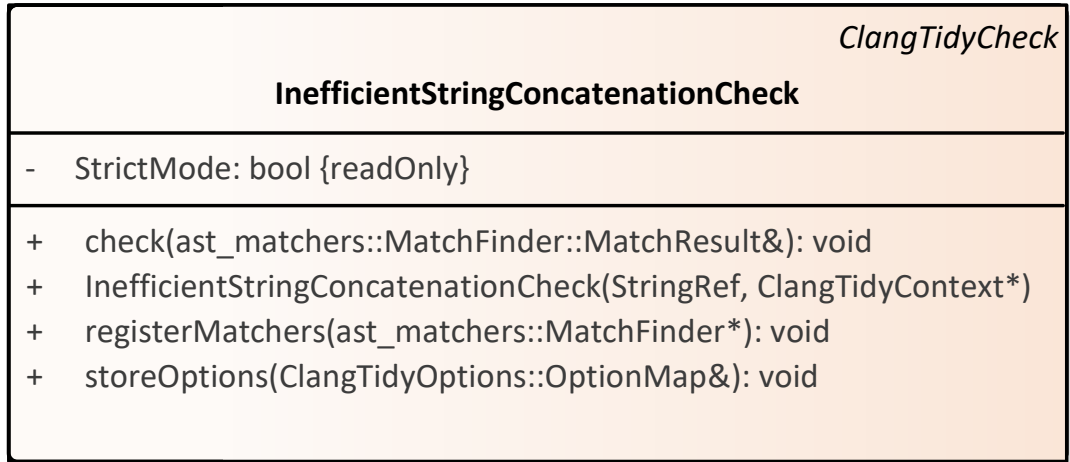 ClangTidyCheck
InefficientStringConcatenationCheck
- StrictMode: bool {readOnly}
+ check(ast_matchers::MatchFinder::MatchResult&): void
+ InefficientStringConcatenationCheck(StringRef, ClangTidyContext*)
+ registerMatchers(ast_matchers::MatchFinder*): void
+ storeOptions(ClangTidyOptions::OptionMap&): void